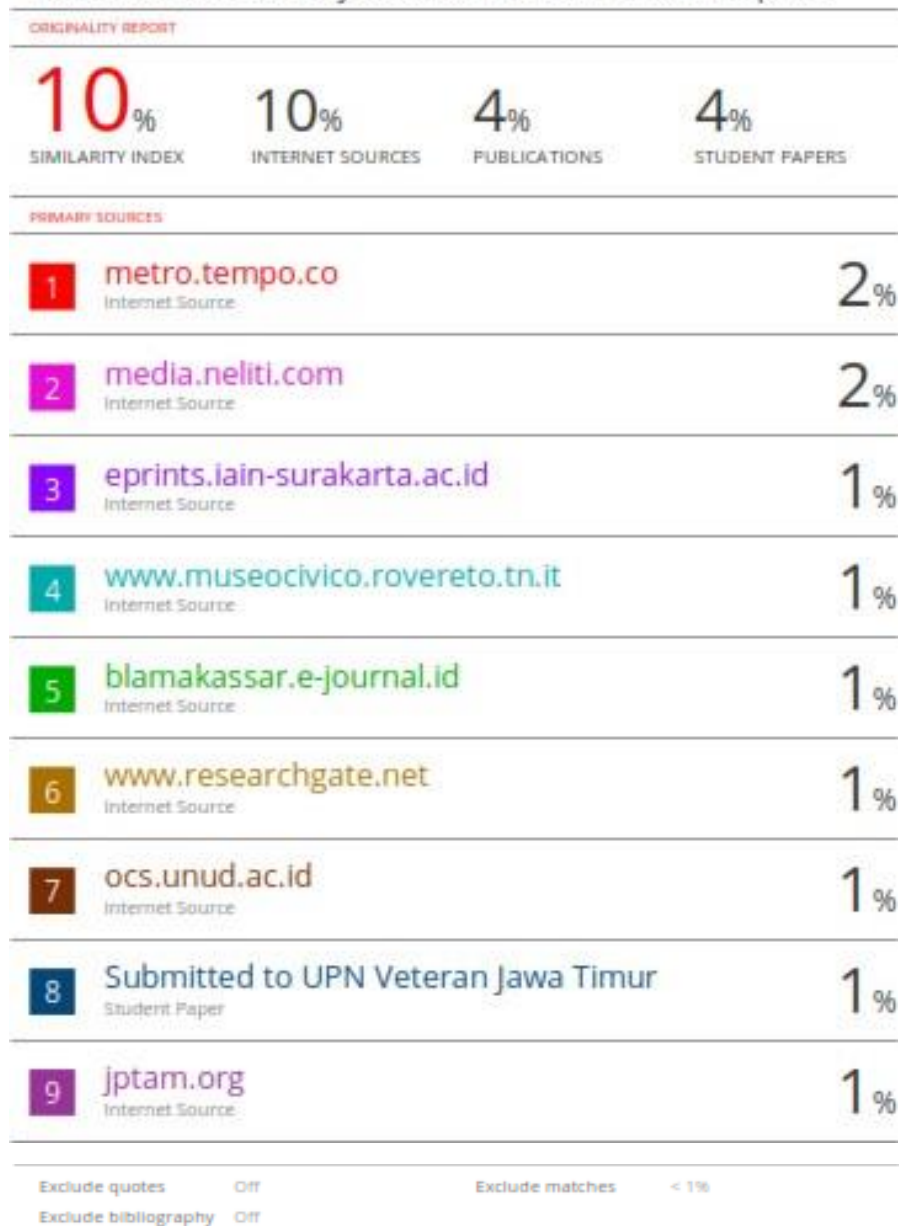 ORIGINALITY REPORT
10% 10% 4% 4%
SIMILARITY INDEX INTERNET SOURCES PUBLICATIONS STUDENT PAPERS
PRIMARY SOURCES
1 metro.tempo.co 2%
Internet Source
2 media.neliti.com 2%
Internet Source
3 eprints.iain-surakarta.ac.id 1%
Internet Source
4 www.museocivico.rovereto.tn.it 1%
Internet Source
5 blamakassar.e-journal.id 1%
Internet Source
6 www.researchgate.net 1%
Internet Source
7 ocs.unud.ac.id 1%
Internet Source
8 Submitted to UPN Veteran Jawa Timur 1%
Student Paper
9 jptam.org 1%
Internet Source
Exclude quotes Off Exclude matches < 1%
Exclude bibliography Off